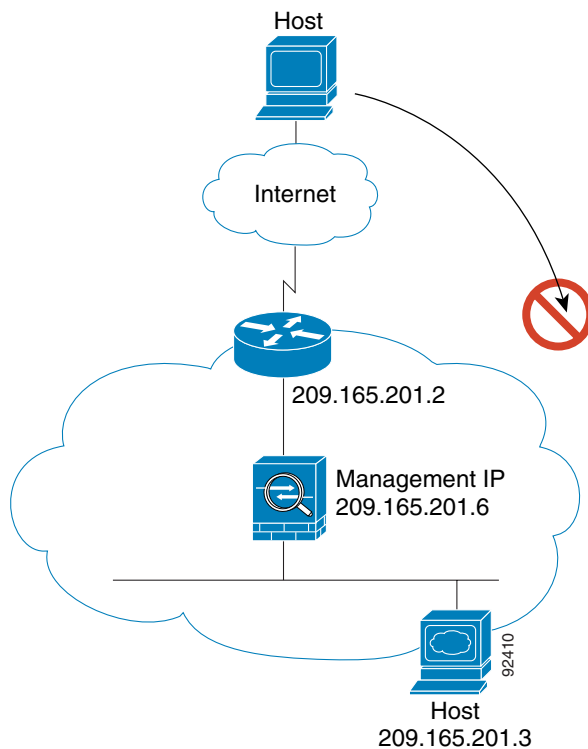 Host
Internet
209.165.201.2
Management IP
209.165.201.6
92410
Host
209.165.201.3